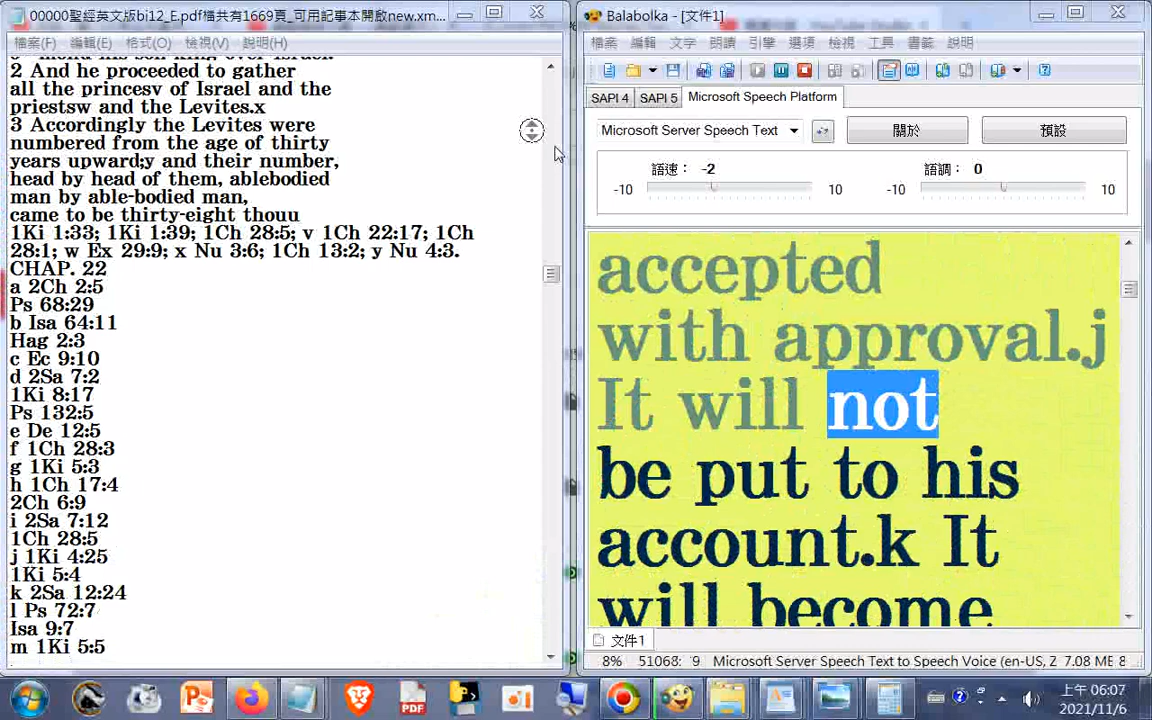 00000聖經英文版bi12_E.pdf檔共有1669頁_可用記事本開啟new.xm...
檔案(F) 編輯(E) 格式(O) 檢視(V) 說明(H)
2 And he proceeded to gather
all the princesv of Israel and the
priestsw and the Levites.x
3 Accordingly the Levites were
numbered from the age of thirty
years upward;y and their number,
head by head of them, ablebodied
man by able-bodied man,
came to be thirty-eight thouu
1Ki 1:33; 1Ki 1:39; 1Ch 28:5; v 1Ch 22:17; 1Ch
28:1; w Ex 29:9; x Nu 3:6; 1Ch 13:2; y Nu 4:3.
CHAP. 22
a 2Ch 2:5
Ps 68:29
b Isa 64:11
Hag 2:3
c Ec 9:10
d 2Sa 7:2
1Ki 8:17
Ps 132:5
e De 12:5
f 1Ch 28:3
g 1Ki 5:3
h 1Ch 17:4
2Ch 6:9
i 2Sa 7:12
1Ch 28:5
j 1Ki 4:25
1Ki 5:4
k 2Sa 12:24
l Ps 72:7
Isa 9:7
m 1Ki 5:5
Balabolka - [文件1]
檔案 編輯 文字 朗讀 引擎 選項 檢視 工具 書籤 說明
SAPI 4 SAPI 5 Microsoft Speech Platform
Microsoft Server Speech Text 關於 預設
語速： -2 語調： 0
-10 10 -10 10
accepted
with approval.j
It will not
be put to his
account.k It
will become
文件1
8% 51068: 9 Microsoft Server Speech Text to Speech Voice (en-US, Z 7.08 MB 8
上午 06:07
2021/11/6